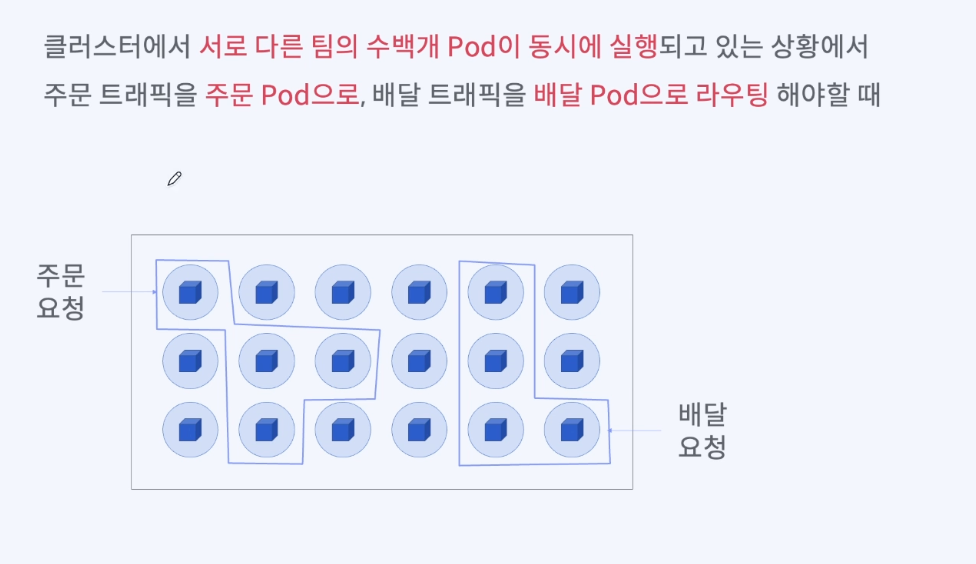 클러스터에서 서로 다른 팀의 수백개 Pod이 동시에 실행되고 있는 상황에서
주문 트래픽을 주문 Pod으로, 배달 트래픽을 배달 Pod으로 라우팅 해야할 때
주문
요청
배달
요청